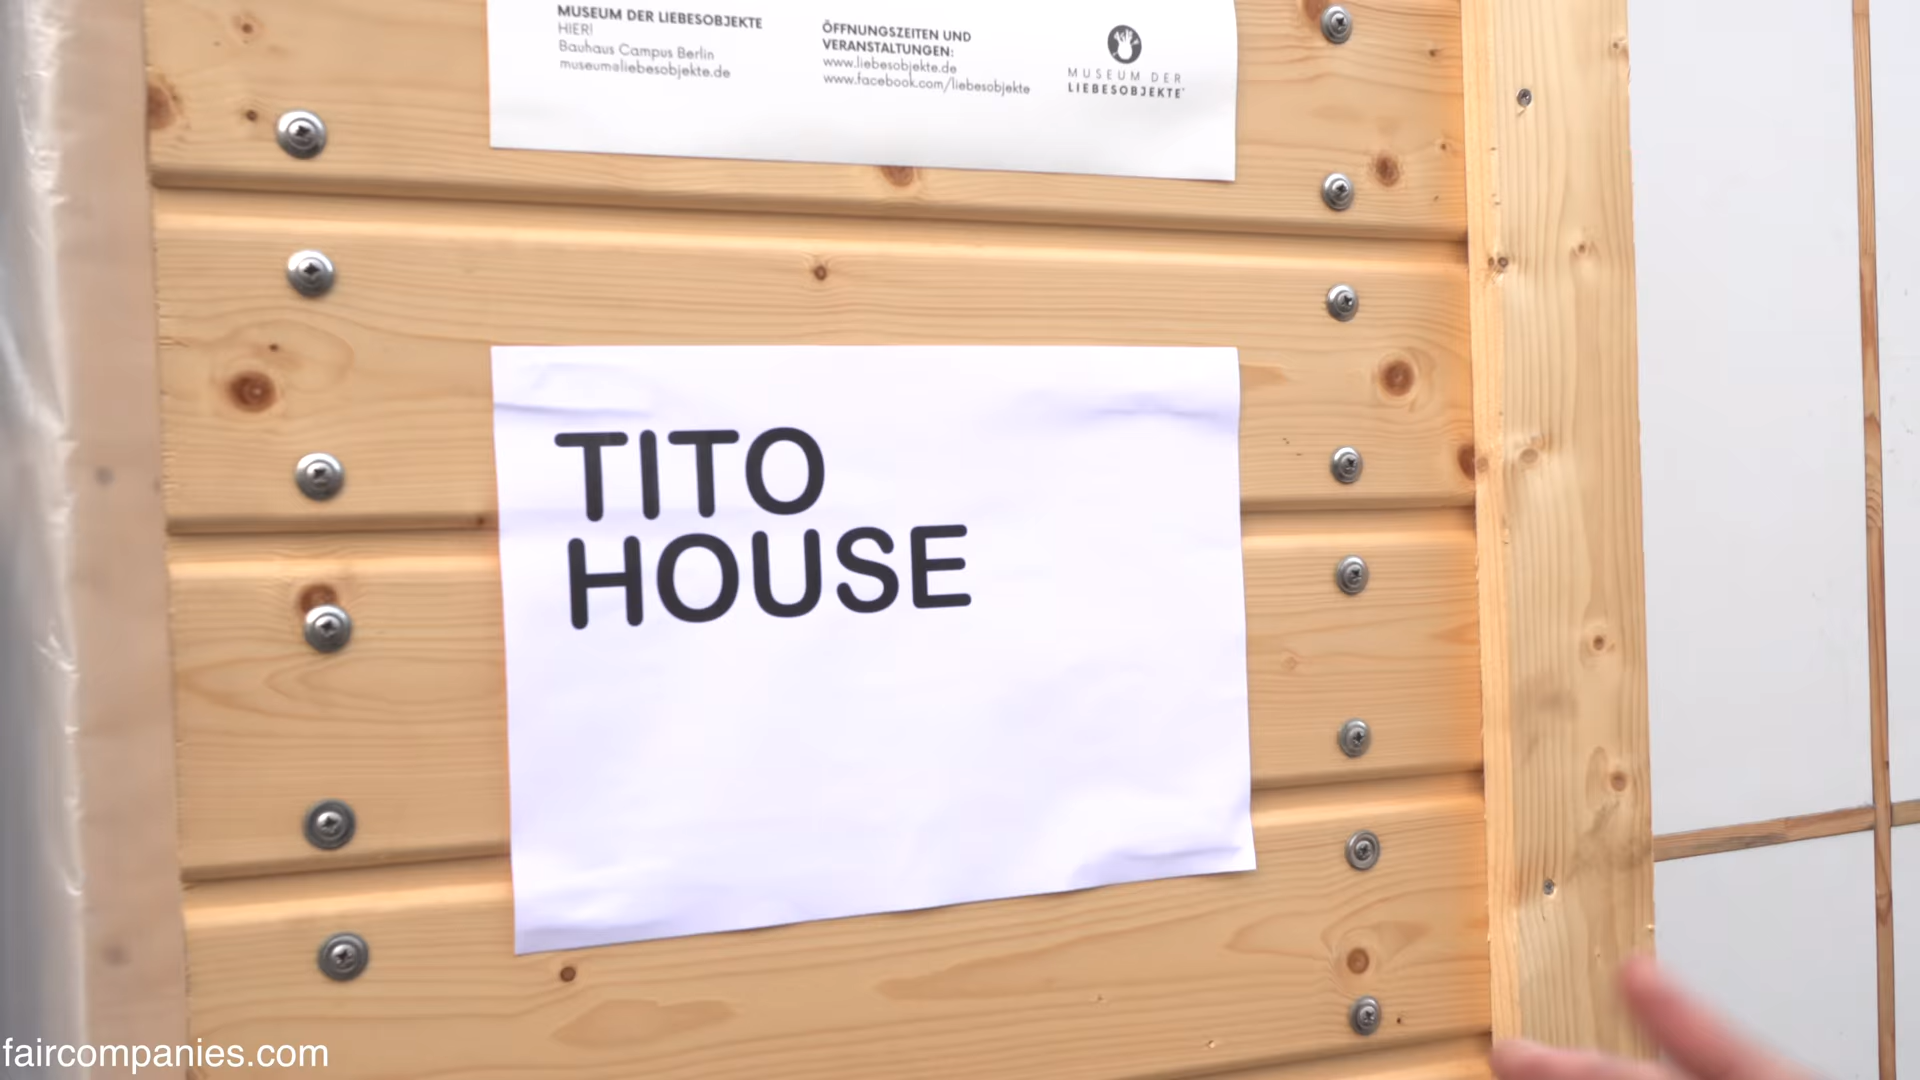 MUSEUM DER LIEBESOBJEKTE
HIER!
Bauhaus Campus Berlin
museum@liebesobjekte.de
ÖFFNUNGSZEITEN UND
VERANSTALTUNGEN:
www.liebesobjekte.de
www.facebook.com/liebesobjekte
MUSEUM DER
LIEBESOBJEKTE
TITO
HOUSE
faircompanies.com